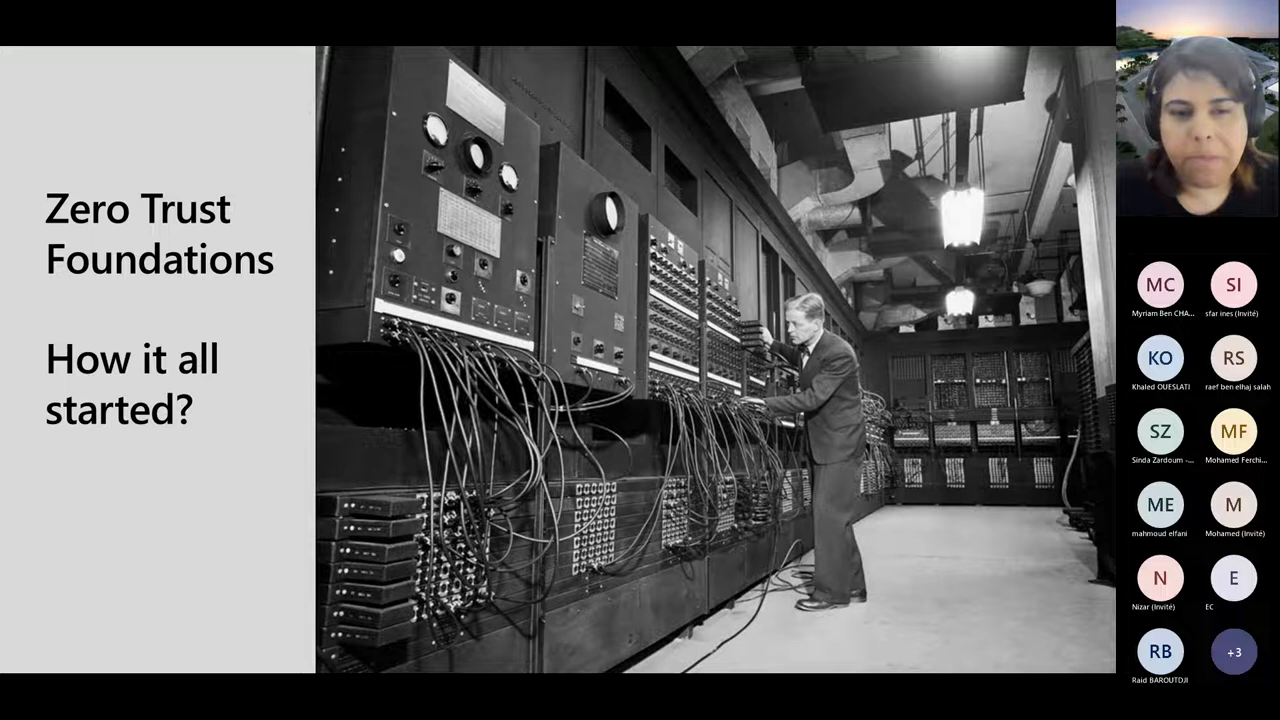 Zero Trust
Foundations
How it all
started?
MC
SI
Myriam Ben CHA...
sfar ines (Invité)
KO
RS
Khaled OUESLATI
raef ben elhaj salah
SZ
MF
Sinda Zardoum -...
Mohamed Ferchi...
ME
M
mahmoud elfani
Mohamed (Invité)
N
E
Nizar (Invité)
EC
RB
+3
Raid BAROUTDJI